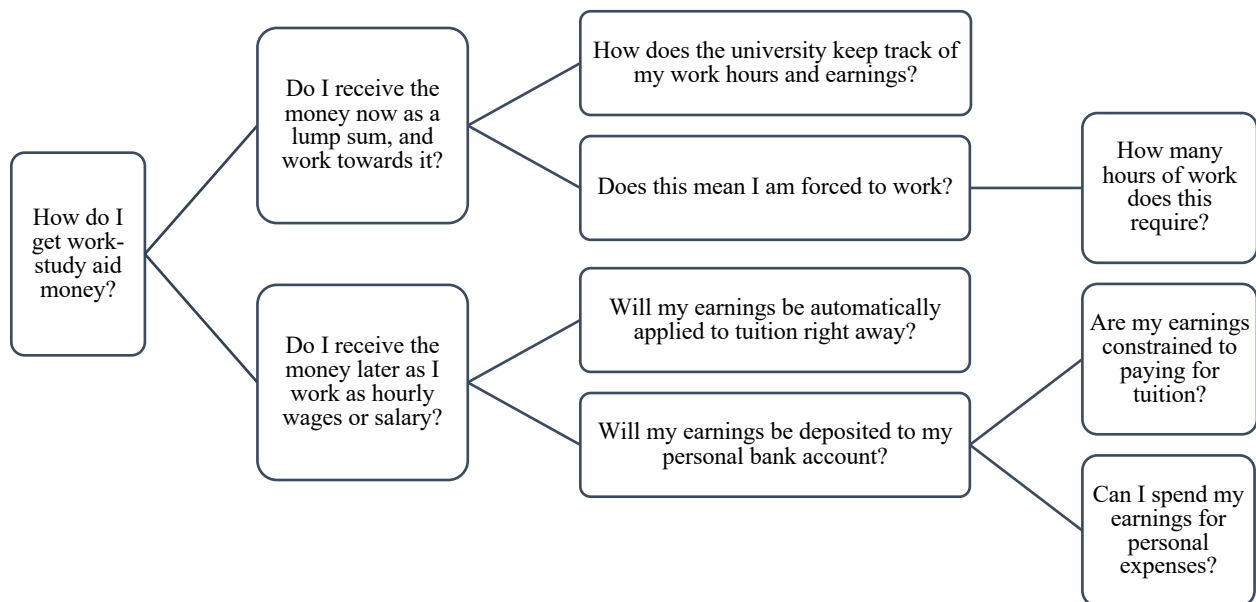 How do I
get work-
study aid
money?
Do I receive the
money now as a
lump sum, and
work towards it?
How does the university keep track of
my work hours and earnings?
Does this mean I am forced to work?
How many
hours of work
does this
require?
Do I receive the
money later as I
work as hourly
wages or salary?
Will my earnings be automatically
applied to tuition right away?
Will my earnings be deposited to my
personal bank account?
Are my earnings
constrained to
paying for
tuition?
Can I spend my
earnings for
personal
expenses?